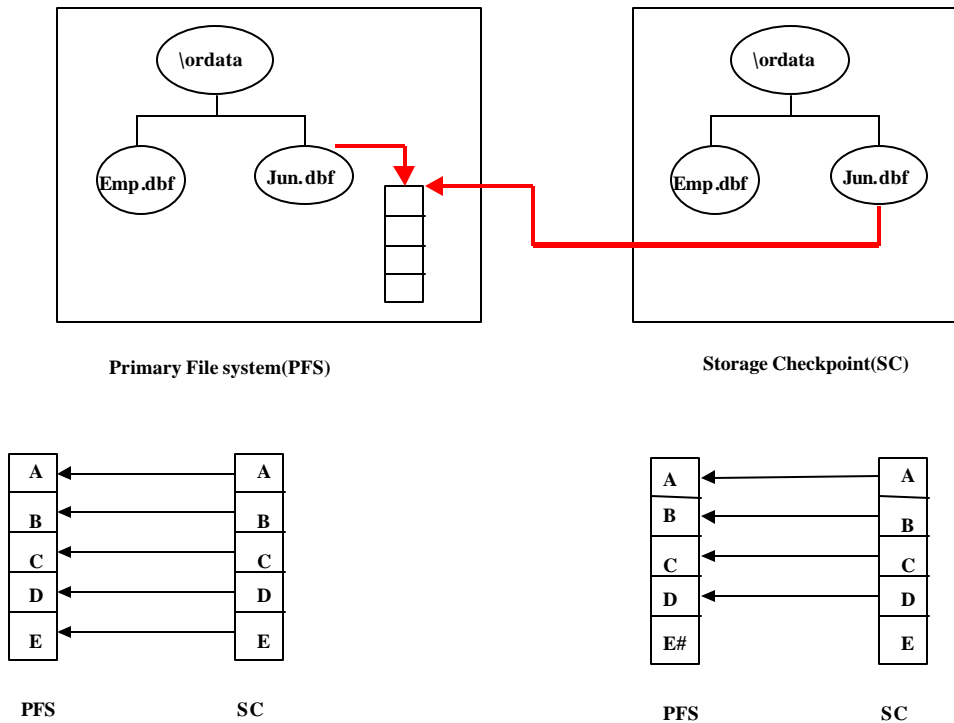 \ordata
Emp.dbf
Jun.dbf
\ordata
Emp.dbf
Jun.dbf
Primary File system(PFS)
Storage Checkpoint(SC)
A
A
B
B
C
C
D
D
E
E
PFS
SC
A
A
B
B
C
C
D
D
E#
E
PFS
SC